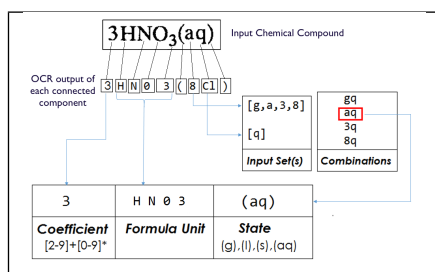 3HNO₃(aq)
Input Chemical Compound
OCR output of
each connected
component
3 H N 0 3 ( 8 Cl )
[g,a,3,8]
[q]
Input Set(s)
gq
aq
3q
8q
Combinations
3
H N 0 3
(aq)
Coefficient
[2-9]+[0-9]*
Formula Unit
State
(g),(l),(s),(aq)